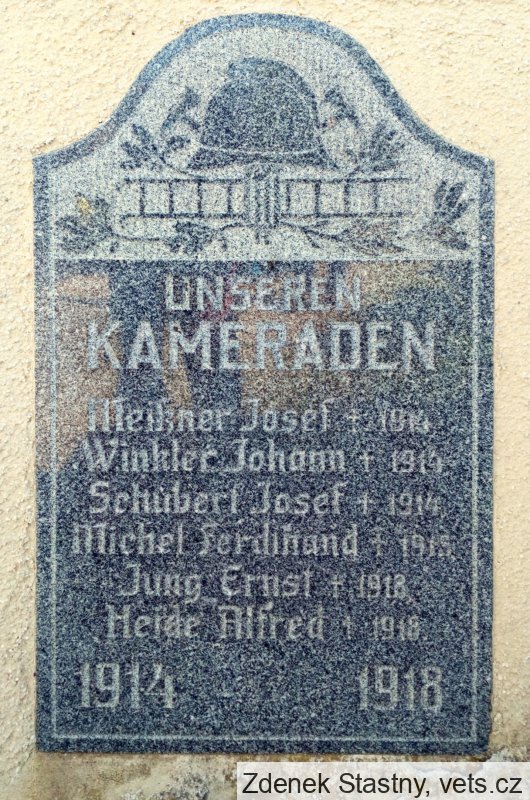 UNSEREN
KAMERADEN
Meißner Josef † 1914.
Winkler Johann † 1914
Schubert Josef † 1914.
Michel Ferdinand † 1915.
Jung Ernst † 1918.
Heide Alfred † 1918.
1914 1918
Zdenek Stastny, vets.cz